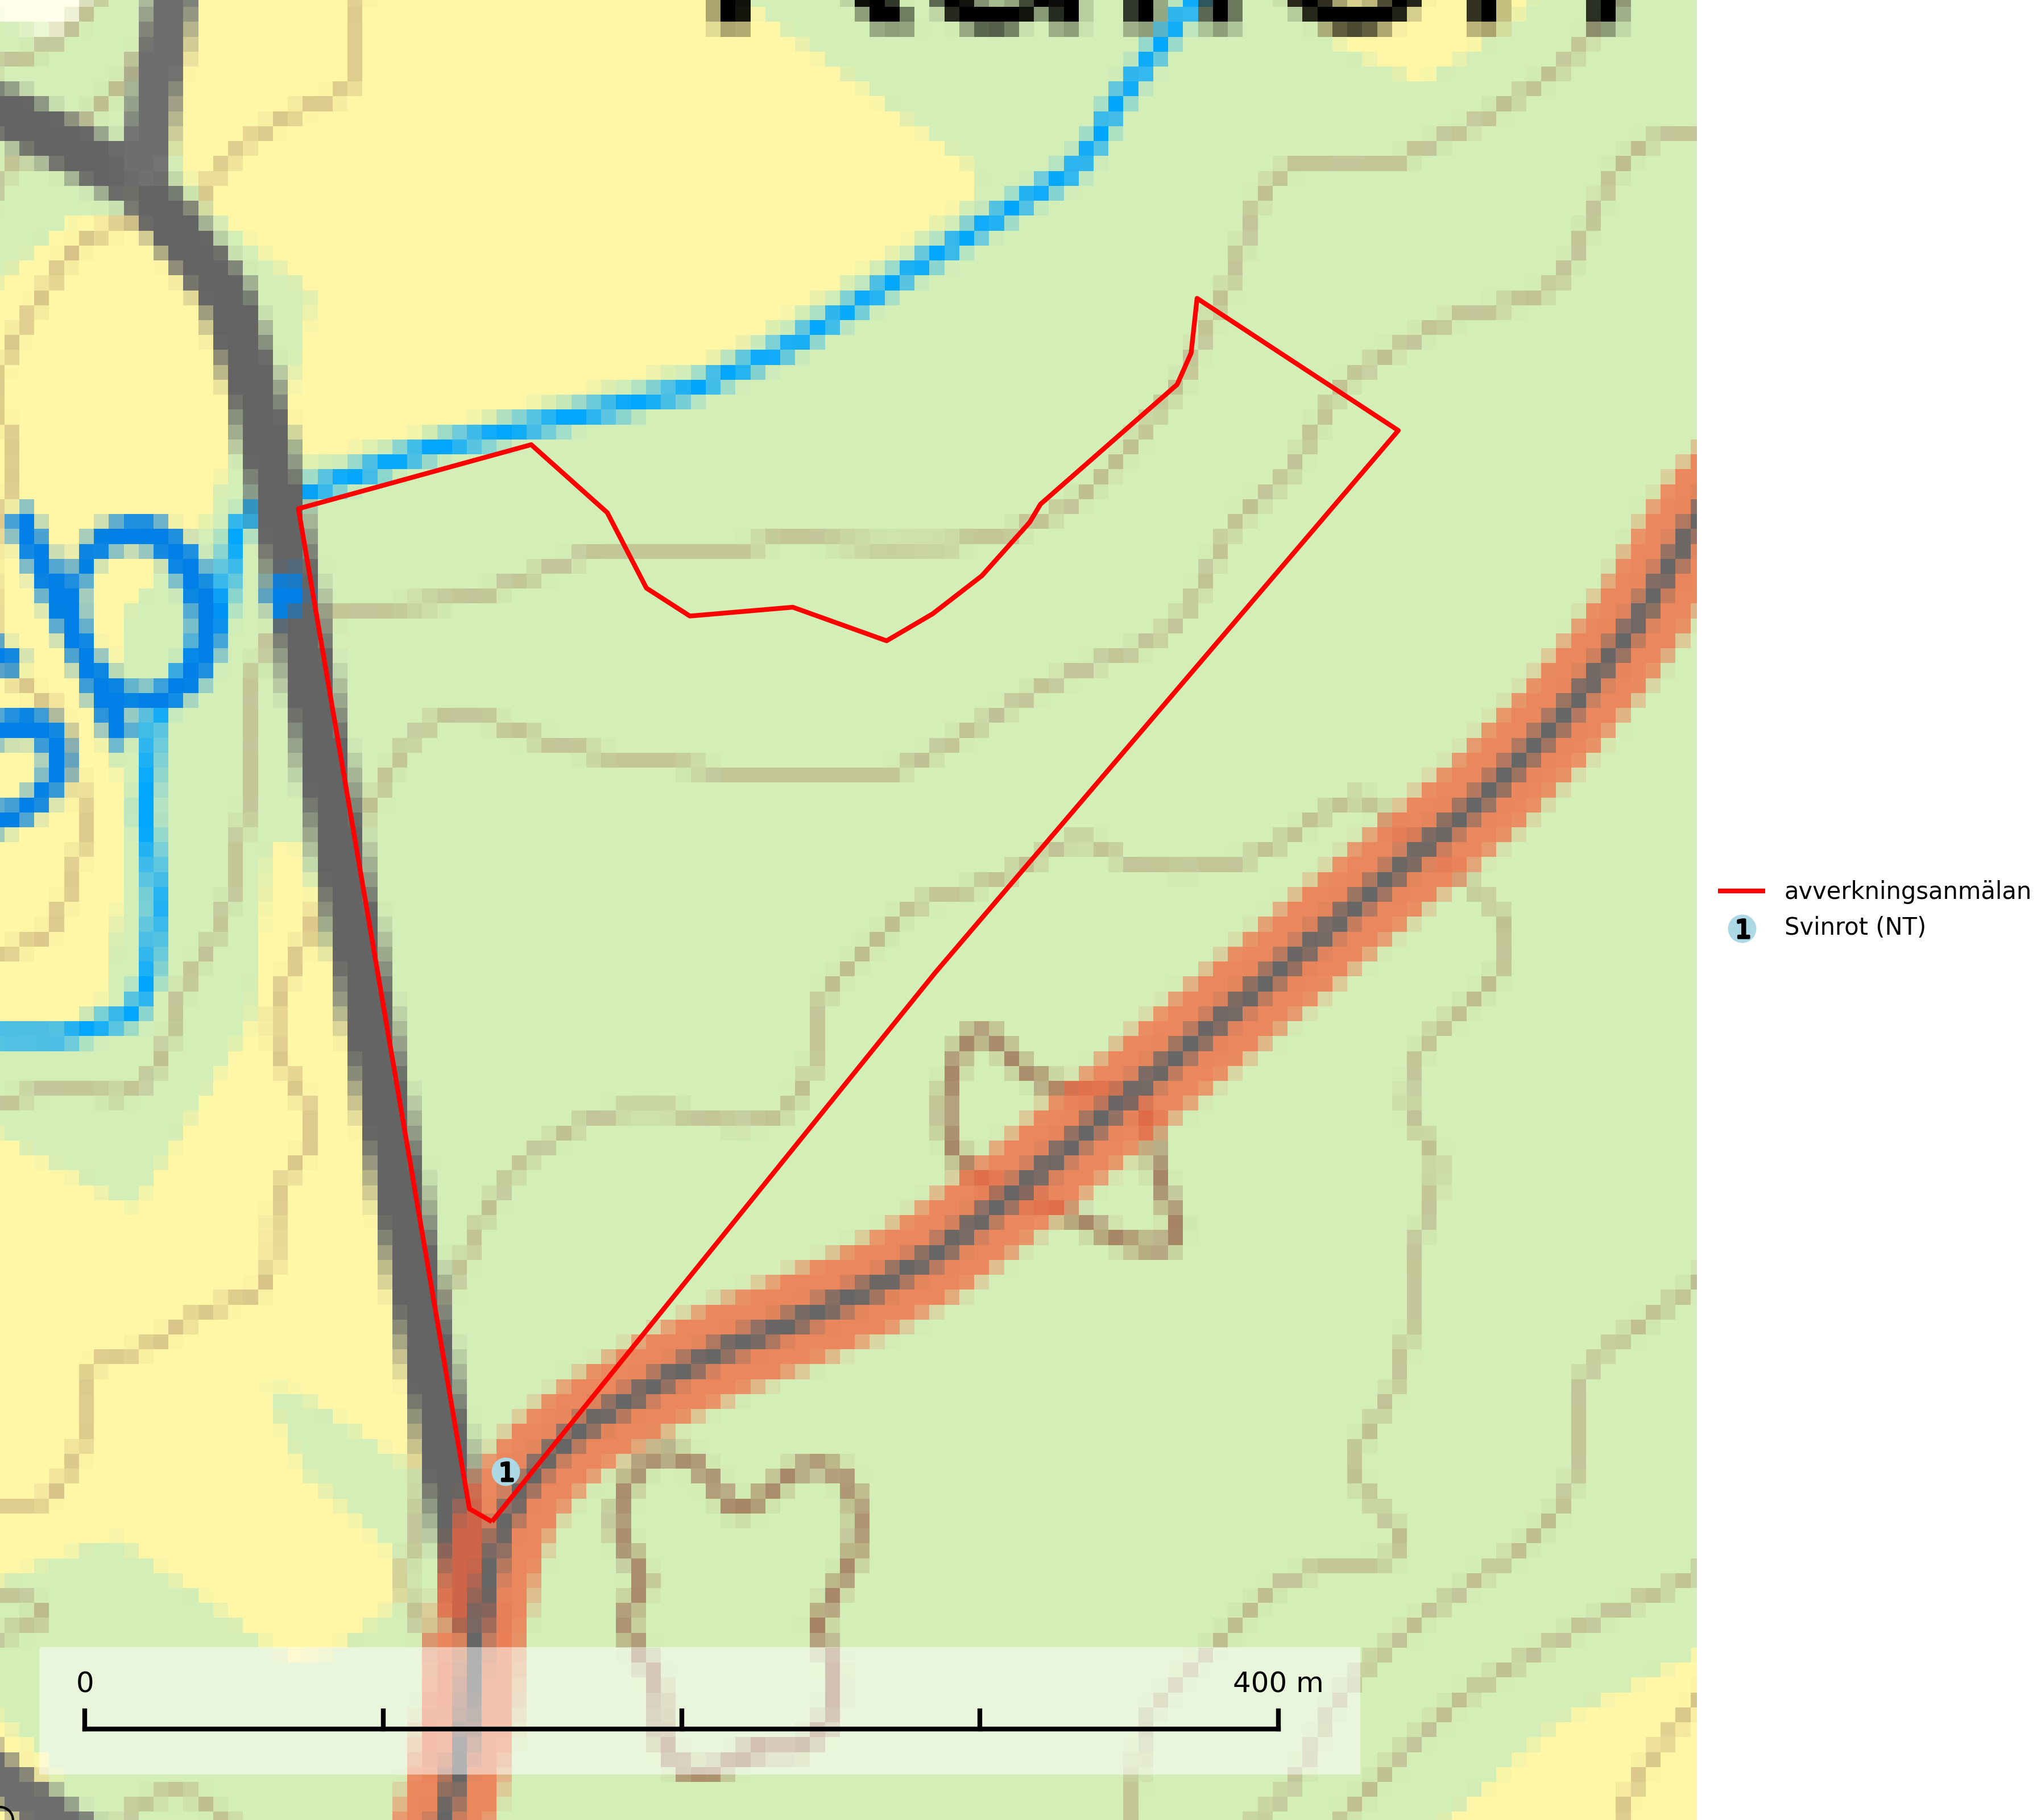 avverkningsanmälan
1 Svinrot (NT)
1
0 400 m